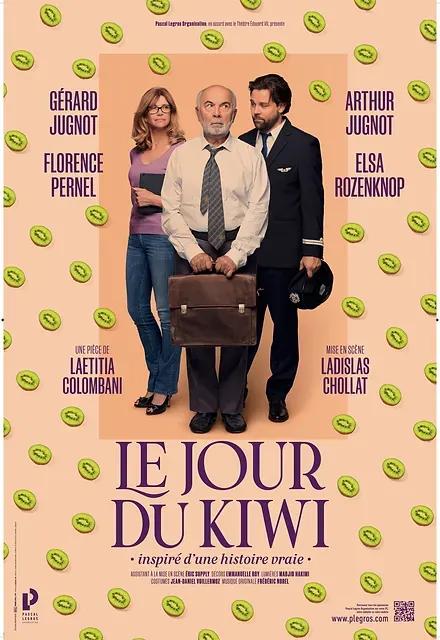 Pascal Legros Organisation, en accord avec le Théâtre Édouard VII, présente
GÉRARD
JUGNOT
ARTHUR
JUGNOT
FLORENCE
PERNEL
ELSA
ROZENKNOP
UNE PIÈCE DE
LAETITIA
COLOMBANI
MISE EN SCÈNE
LADISLAS
CHOLLAT
LE JOUR
DU KIWI
• inspiré d'une histoire vraie •
ASSISTANT À LA MISE EN SCÈNE ÉRIC SUPPLY DÉCORS EMMANUELLE ROY LUMIÈRES MADJID HAKIMI
COSTUMES JEAN-DANIEL VUILLERMOZ MUSIQUE ORIGINALE FRÉDÉRIC NOREL
P
PASCAL
LEGROS
www.plegros.com